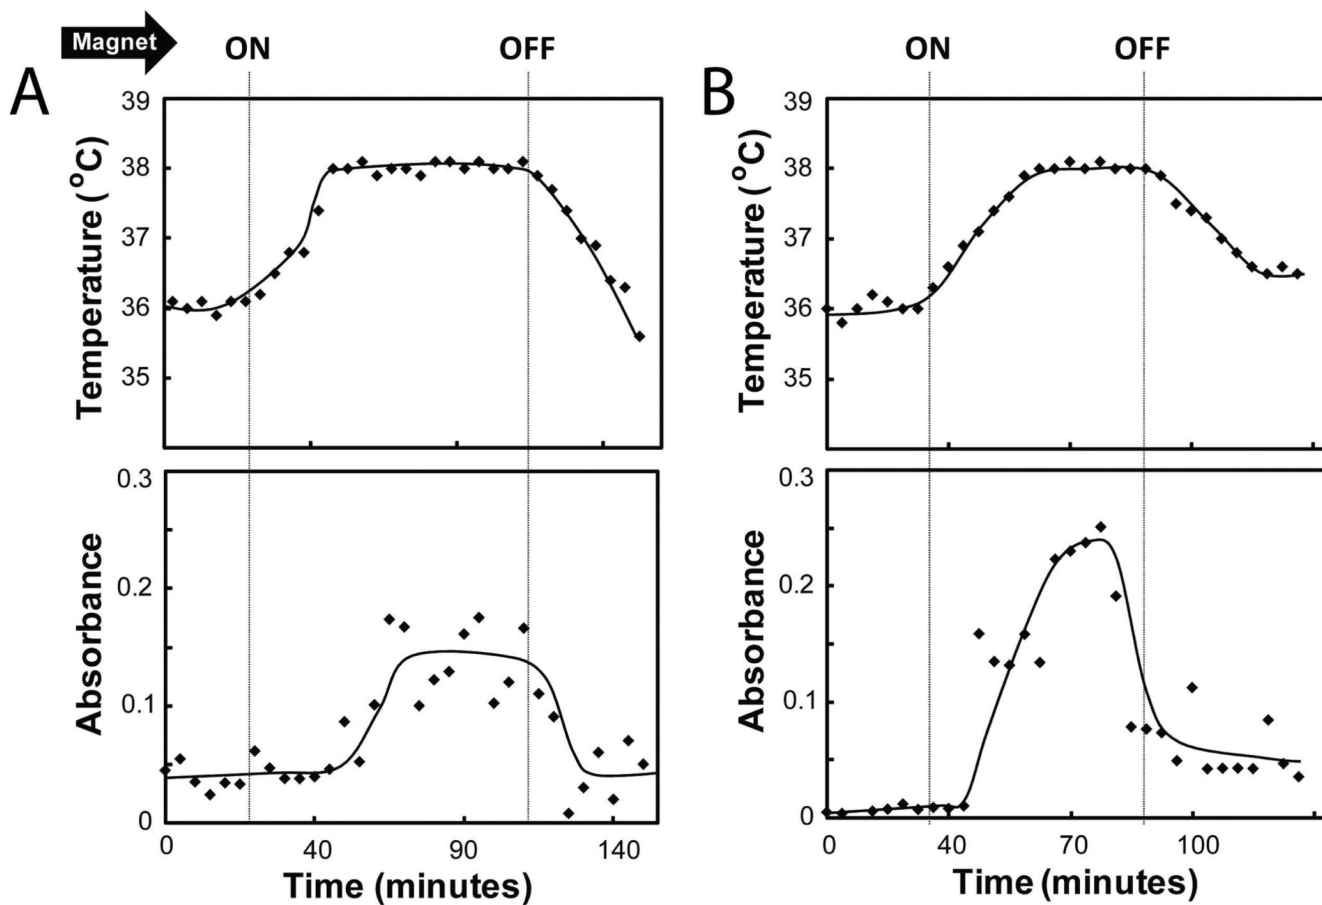 Magnet
ON
OFF
ON
OFF
A
39
38
37
36
35
Temperature (°C)
0.3
0.2
0.1
0
Absorbance
0
40
90
140
Time (minutes)
B
39
38
37
36
35
Temperature (°C)
0.3
0.2
0.1
0
Absorbance
0
40
70
100
Time (minutes)